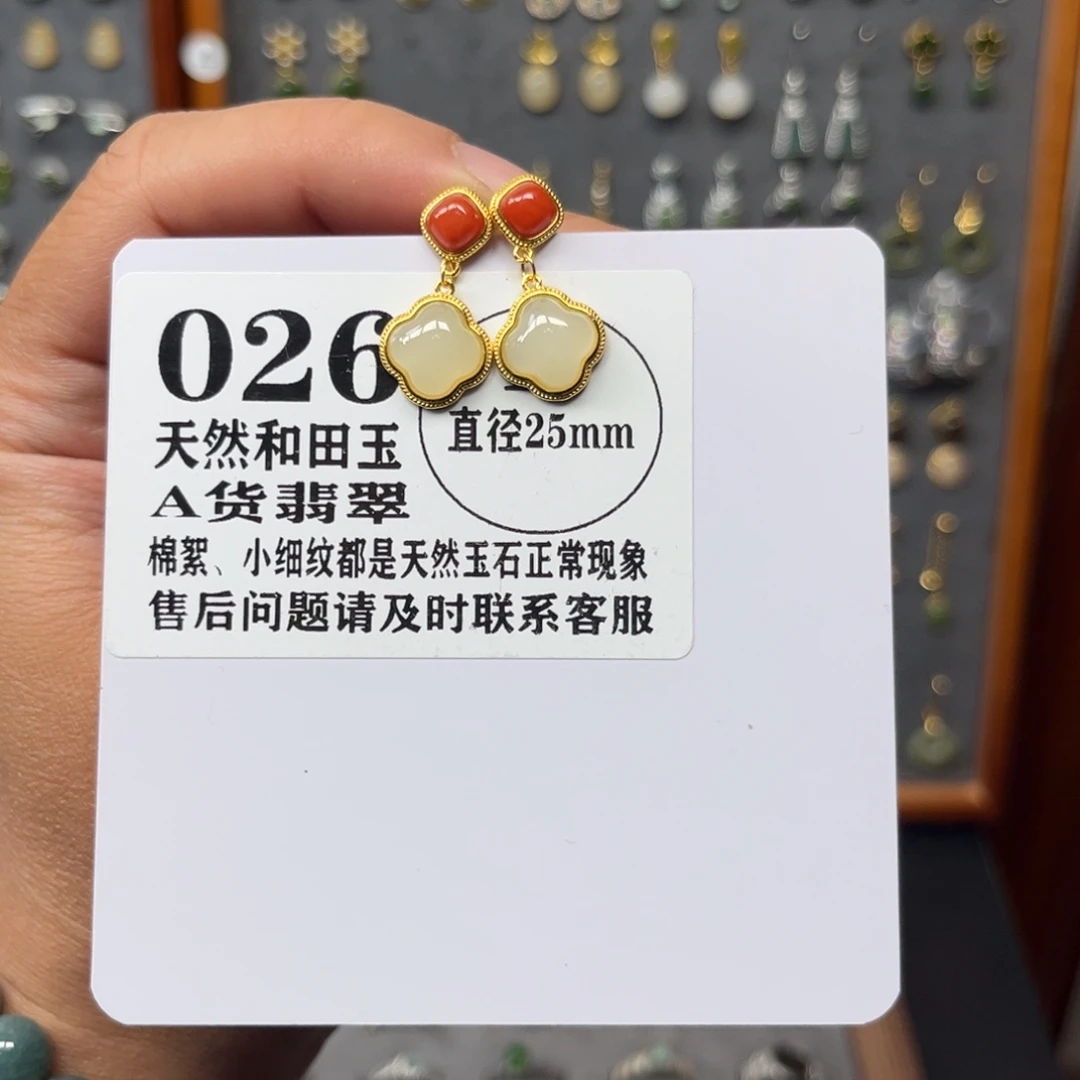 026
直径25mm
天然和田玉
A货翡翠
棉絮、小细纹都是天然玉石正常现象
售后问题请及时联系客服